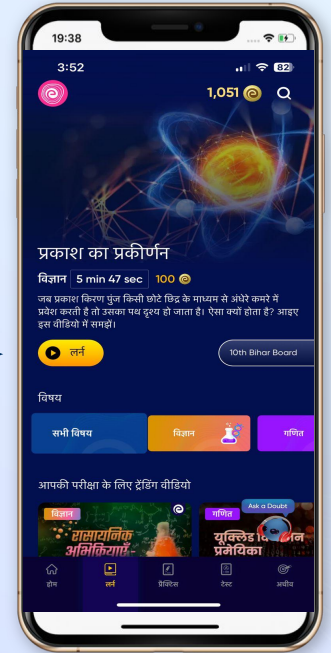 19:38
3:52
82
1,051
प्रकाश का प्रकीर्णन
विज्ञान 5 min 47 sec 100
जब प्रकाश किरण पुंज किसी छोटे छिद्र के माध्यम से अंधेरे कमरे में
प्रवेश करती है तो उसका पथ दृश्य हो जाता है। ऐसा क्यों होता है? आइए
इस वीडियो में समझें।
लर्न
10th Bihar Board
विषय
सभी विषय
विज्ञान
गणित
आपकी परीक्षा के लिए ट्रेंडिंग वीडियो
विज्ञान
रासायनिक
अभिक्रियाएँ
गणित
Ask a Doubt
यूक्लिड
प्रमेयिका
होम
लर्न
प्रैक्टिस
टेस्ट
अचीव